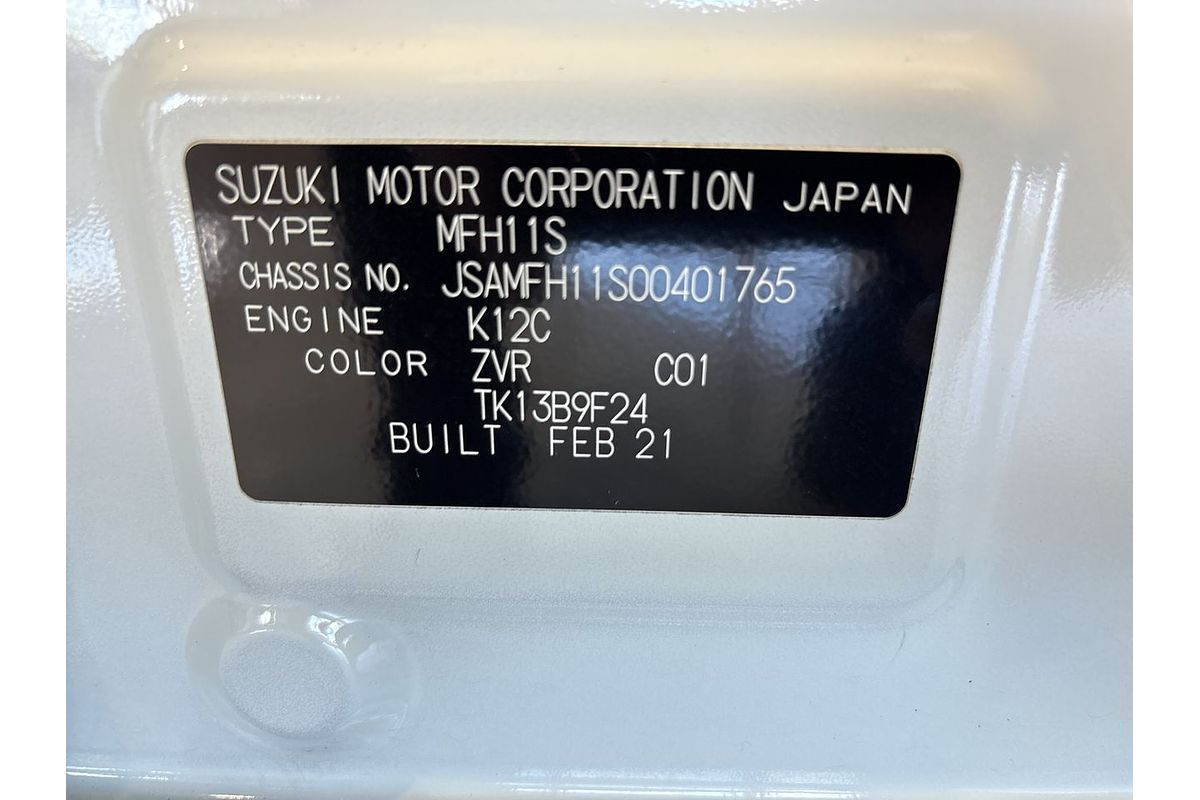 SUZUKI MOTOR CORPORATION JAPAN
TYPE MFH11S
CHASSIS NO. JSAMFH11S00401765
ENGINE K12C
COLOR ZVR C01
TK13B9F24
BUILT FEB 21